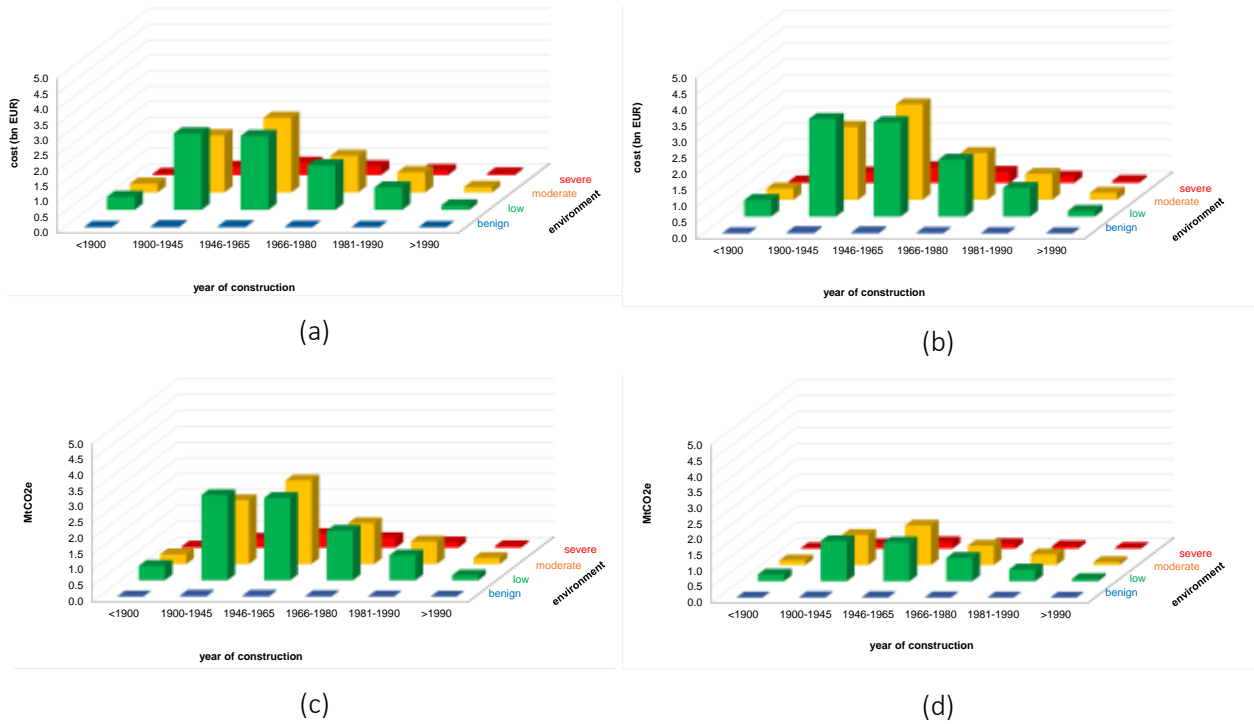 cost (bn EUR)
5.0
4.5
4.0
3.5
3.0
2.5
2.0
1.5
1.0
0.5
0.0
<1900
1900-1945
1946-1965
1966-1980
1981-1990
>1990
year of construction
severe
moderate
low
benign
environment
(a)
cost (bn EUR)
5.0
4.5
4.0
3.5
3.0
2.5
2.0
1.5
1.0
0.5
0.0
<1900
1900-1945
1946-1965
1966-1980
1981-1990
>1990
year of construction
severe
moderate
low
benign
environment
(b)
MtCO2e
5.0
4.5
4.0
3.5
3.0
2.5
2.0
1.5
1.0
0.5
0.0
<1900
1900-1945
1946-1965
1966-1980
1981-1990
>1990
year of construction
severe
moderate
low
benign
environment
(c)
MtCO2e
5.0
4.5
4.0
3.5
3.0
2.5
2.0
1.5
1.0
0.5
0.0
<1900
1900-1945
1946-1965
1966-1980
1981-1990
>1990
year of construction
severe
moderate
low
benign
environment
(d)